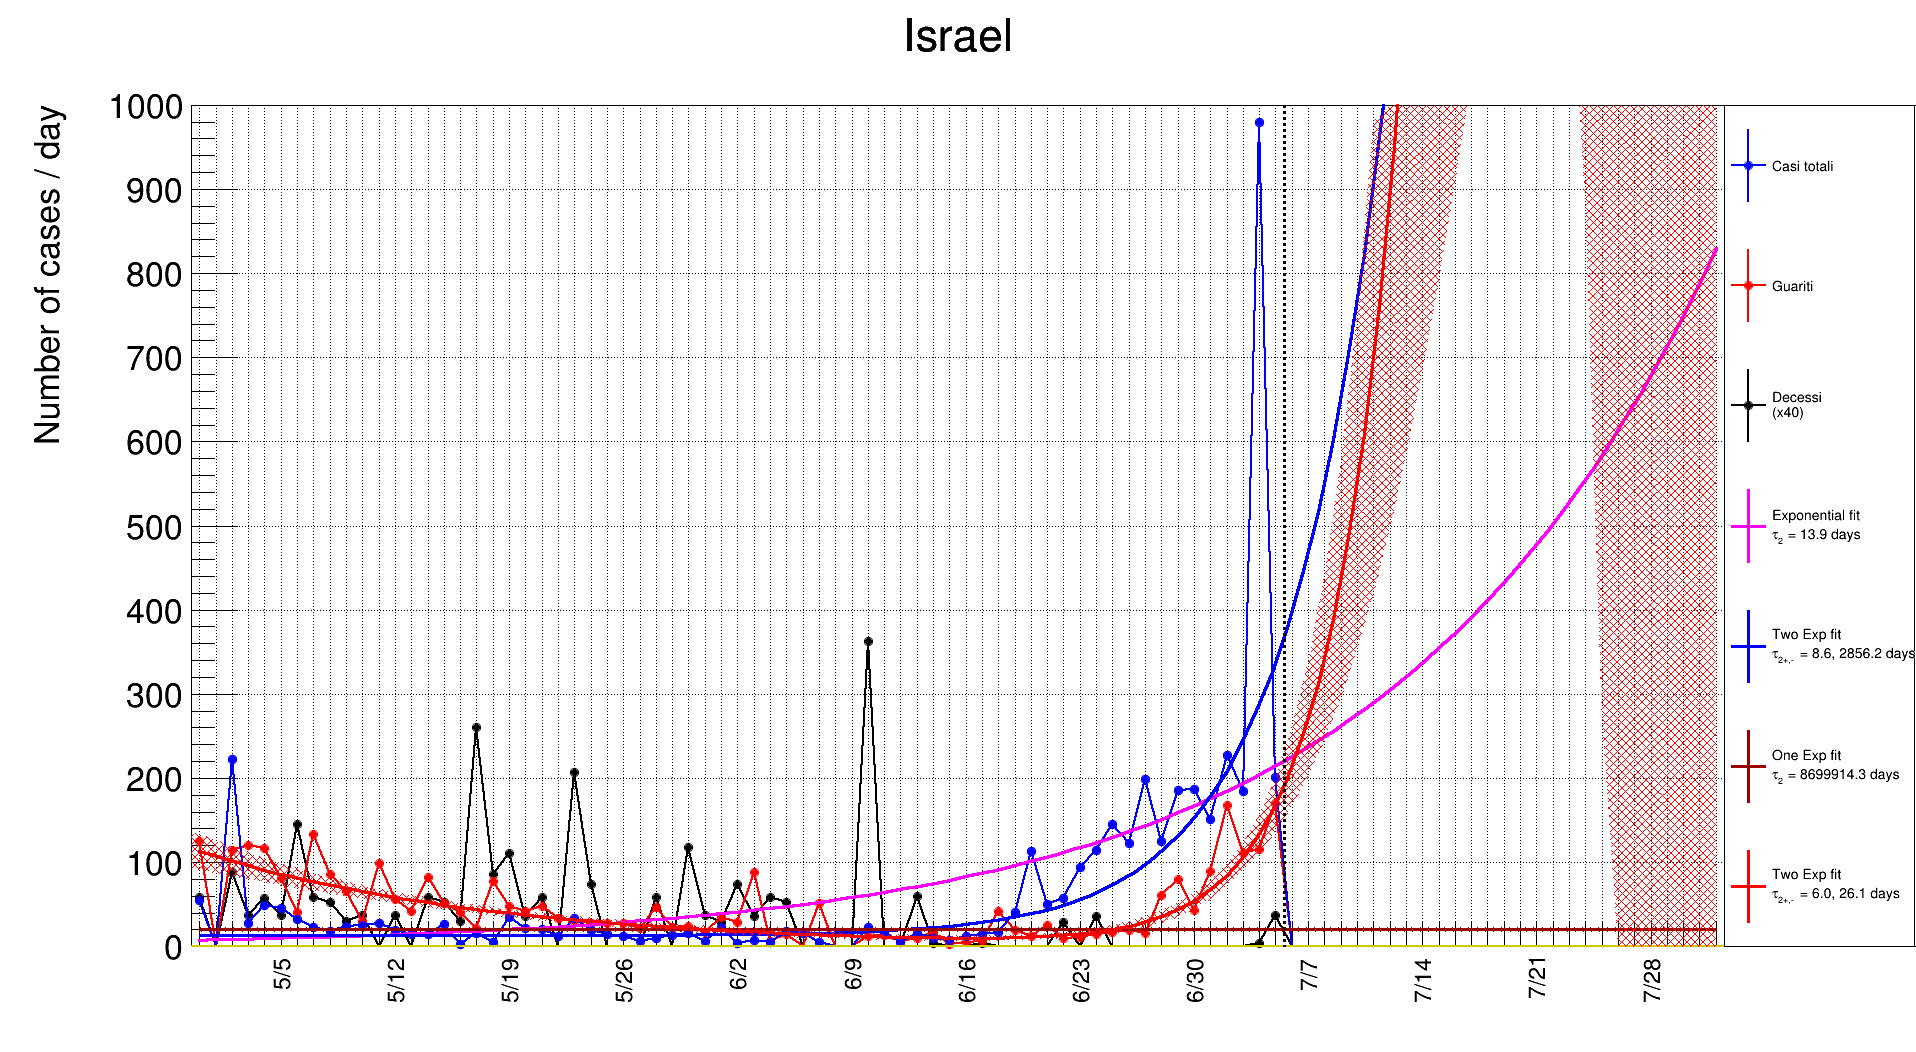 Israel
Number of cases / day
1000
900
800
700
600
500
400
300
200
100
0
5/5
5/12
5/19
5/26
6/2
6/9
6/16
6/23
6/30
7/7
7/14
7/21
7/28
Casi totali
Guariti
Decessi
(x40)
Exponential fit
τ2 = 13.9 days
Two Exp fit
τ2+,- = 8.6, 2856.2 days
One Exp fit
τ2 = 8699914.3 days
Two Exp fit
τ2+,- = 6.0, 26.1 days